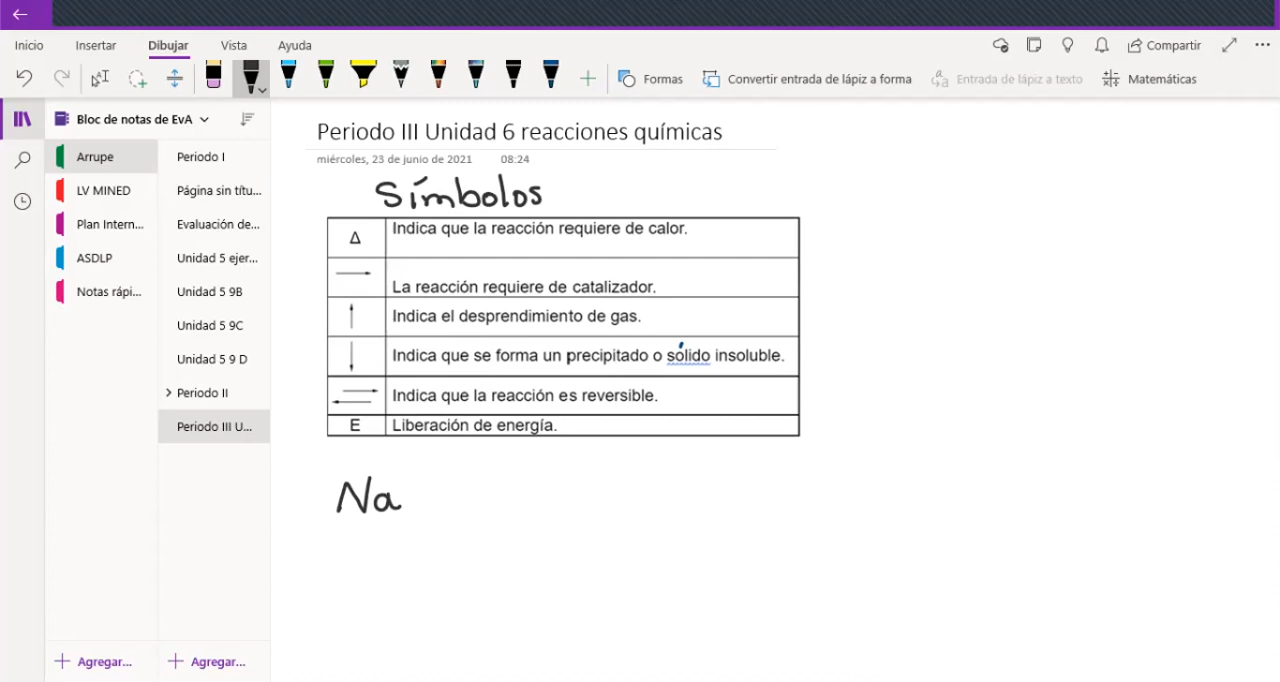 Inicio Insertar Dibujar Vista Ayuda Compartir
Formas Convertir entrada de lápiz a forma Entrada de lápiz a texto Matemáticas
Bloc de notas de EvA
Arrupe
LV MINED
Plan Intern...
ASDLP
Notas rápi...
Agregar...
Periodo I
Página sin títu...
Evaluación de...
Unidad 5 ejer...
Unidad 5 9B
Unidad 5 9C
Unidad 5 9 D
Periodo II
Periodo III U...
Agregar...
Periodo III Unidad 6 reacciones químicas
miércoles, 23 de junio de 2021 08:24
Símbolos
Δ Indica que la reacción requiere de calor.
→ La reacción requiere de catalizador.
↑ Indica el desprendimiento de gas.
↓ Indica que se forma un precipitado o sólido insoluble.
⇄ Indica que la reacción es reversible.
E Liberación de energía.
Na